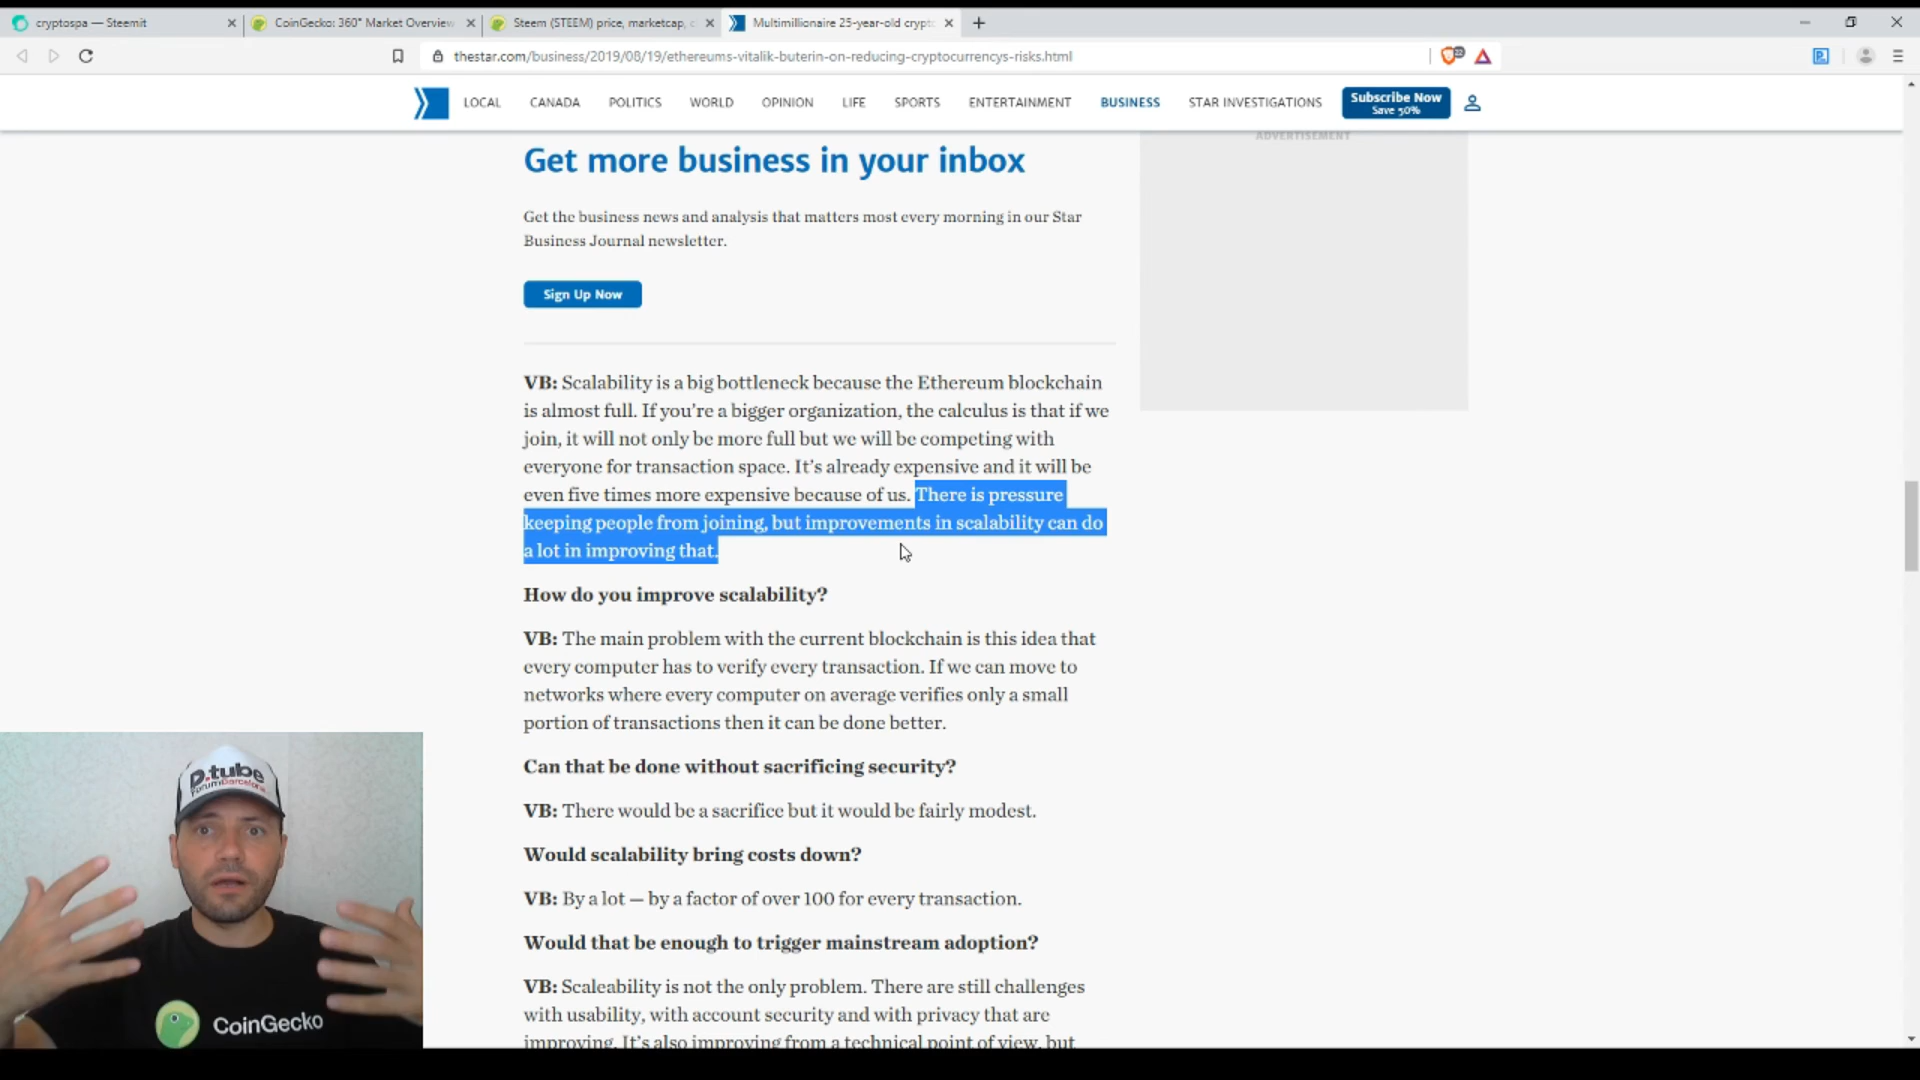 cryptospa — Steemit
CoinGecko: 360° Market Overview
Steem (STEEM) price, marketcap, c
Multimillionaire 25-year-old crypt
thestar.com/business/2019/08/19/ethereums-vitalik-buterin-on-reducing-cryptocurrencys-risks.html
22
LOCAL CANADA POLITICS WORLD OPINION LIFE SPORTS ENTERTAINMENT BUSINESS STAR INVESTIGATIONS
Subscribe Now
Save 50%
ADVERTISEMENT
Get more business in your inbox
Get the business news and analysis that matters most every morning in our Star
Business Journal newsletter.
Sign Up Now
VB: Scalability is a big bottleneck because the Ethereum blockchain
is almost full. If you’re a bigger organization, the calculus is that if we
join, it will not only be more full but we will be competing with
everyone for transaction space. It’s already expensive and it will be
even five times more expensive because of us. There is pressure
keeping people from joining, but improvements in scalability can do
a lot in improving that.
How do you improve scalability?
VB: The main problem with the current blockchain is this idea that
every computer has to verify every transaction. If we can move to
networks where every computer on average verifies only a small
portion of transactions then it can be done better.
Can that be done without sacrificing security?
VB: There would be a sacrifice but it would be fairly modest.
Would scalability bring costs down?
VB: By a lot — by a factor of over 100 for every transaction.
Would that be enough to trigger mainstream adoption?
VB: Scaleability is not the only problem. There are still challenges
with usability, with account security and with privacy that are
improving. It’s also improving from a technical point of view, but
D.tube
ForumBarcelona
CoinGecko